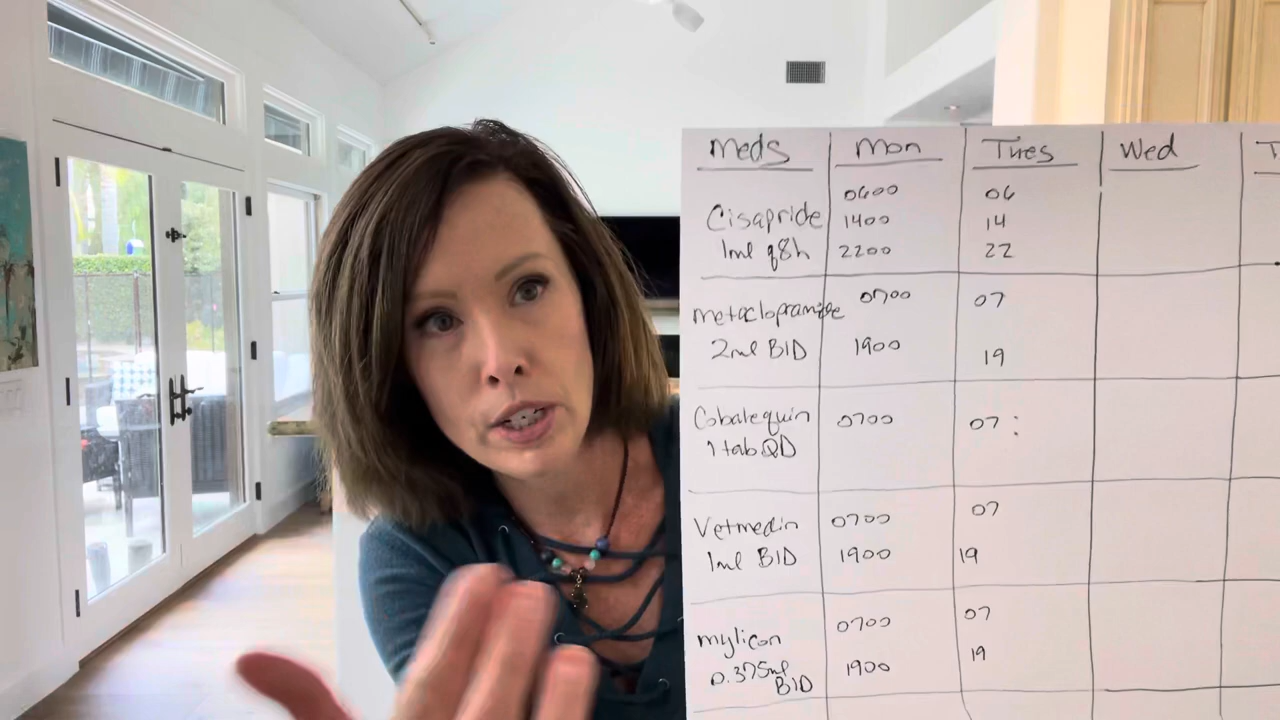 Meds Mon Tues Wed T
Cisapride 0600 06
1ml q8h 1400 14
2200 22
Metaclopramide 0700 07
2ml BID 1900 19
Cobalequin 0700 07:
1 tab QD
Vetmedin 0700 07
1ml BID 1900 19
Mylicon 0700 07
0.375ml BID 1900 19